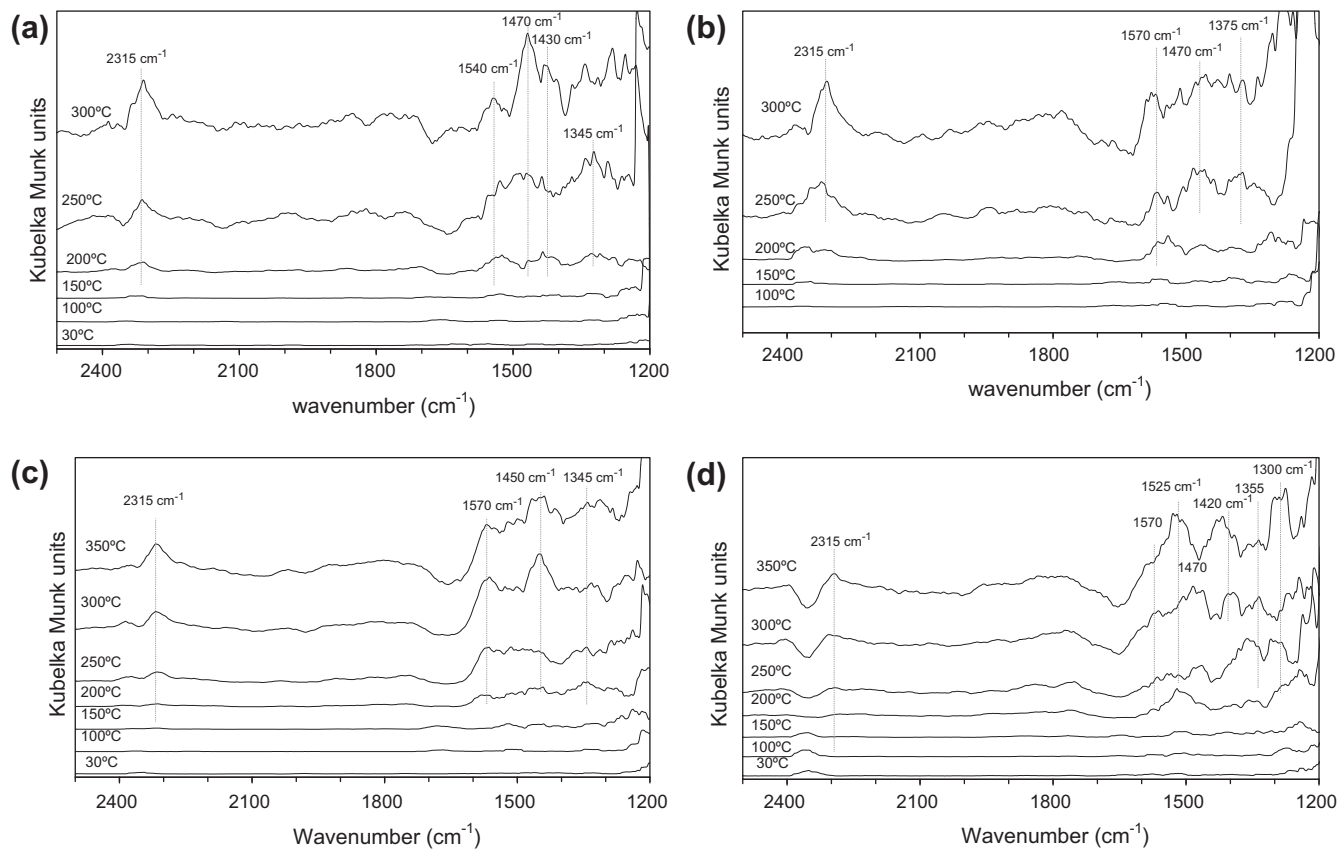 (a)
1470 cm⁻¹
1430 cm⁻¹
2315 cm⁻¹
1540 cm⁻¹
300ºC
1345 cm⁻¹
250ºC
200ºC
150ºC
100ºC
30ºC
Kubelka Munk units
2400 2100 1800 1500 1200
wavenumber (cm⁻¹)
(b)
1375 cm⁻¹
1570 cm⁻¹
2315 cm⁻¹
1470 cm⁻¹
300ºC
250ºC
200ºC
150ºC
100ºC
Kubelka Munk units
2400 2100 1800 1500 1200
wavenumber (cm⁻¹)
(c)
1450 cm⁻¹
1345 cm⁻¹
2315 cm⁻¹
1570 cm⁻¹
350ºC
300ºC
250ºC
200ºC
150ºC
100ºC
30ºC
Kubelka Munk units
2400 2100 1800 1500 1200
Wavenumber (cm⁻¹)
(d)
1300 cm⁻¹
1525 cm⁻¹
1355
1420 cm⁻¹
1570
2315 cm⁻¹
350ºC
1470
300ºC
250ºC
200ºC
150ºC
100ºC
30ºC
Kubelka Munk units
2400 2100 1800 1500 1200
Wavenumber (cm⁻¹)